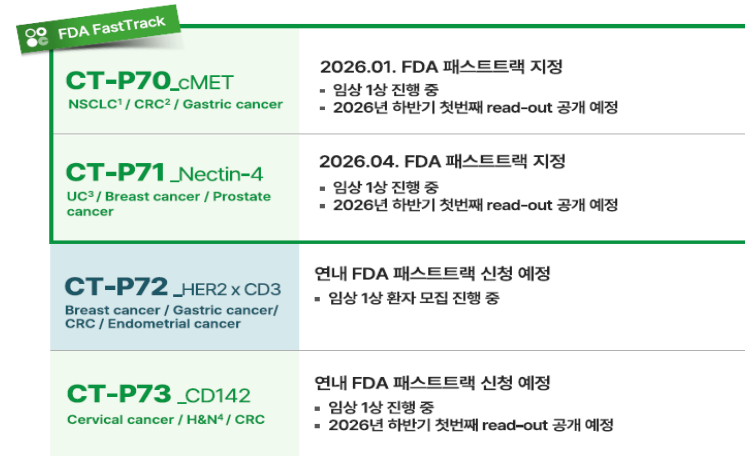 FDA FastTrack
CT-P70_cMET
NSCLC¹ / CRC² / Gastric cancer
2026.01. FDA 패스트트랙 지정
▪ 임상 1상 진행 중
▪ 2026년 하반기 첫번째 read-out 공개 예정
CT-P71_Nectin-4
UC³ / Breast cancer / Prostate
cancer
2026.04. FDA 패스트트랙 지정
▪ 임상 1상 진행 중
▪ 2026년 하반기 첫번째 read-out 공개 예정
CT-P72_HER2 x CD3
Breast cancer / Gastric cancer/
CRC / Endometrial cancer
연내 FDA 패스트트랙 신청 예정
▪ 임상 1상 환자 모집 진행 중
CT-P73_CD142
Cervical cancer / H&N⁴ / CRC
연내 FDA 패스트트랙 신청 예정
▪ 임상 1상 진행 중
▪ 2026년 하반기 첫번째 read-out 공개 예정